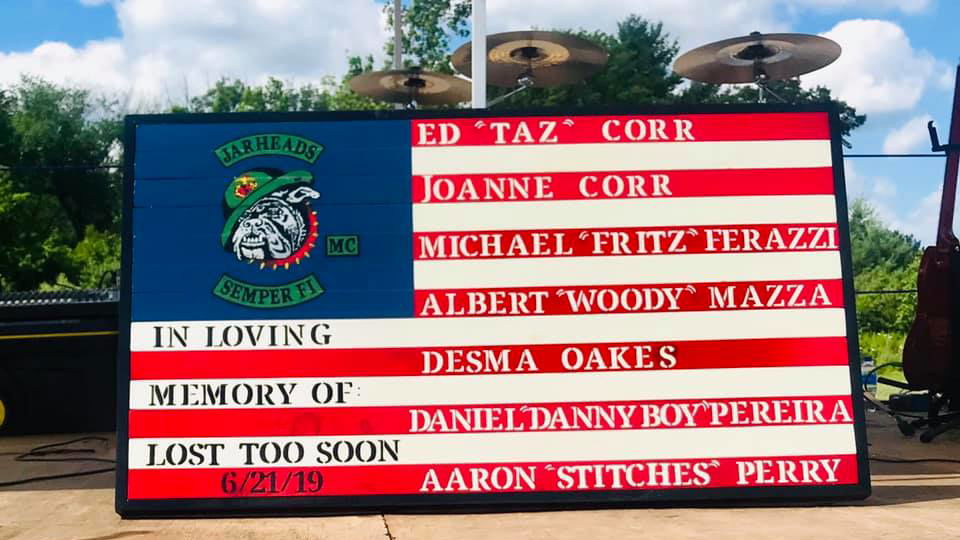 JARHEADS
MC
SEMPER FI
ED "TAZ" CORR
JOANNE CORR
MICHAEL "FRITZ" FERAZZI
ALBERT "WOODY" MAZZA
IN LOVING
DESMA OAKES
MEMORY OF:
DANIEL "DANNY BOY" PEREIRA
LOST TOO SOON
6/21/19
AARON "STITCHES" PERRY